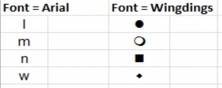 Font = Arial Font = Wingdings
l ●
m ❍
n ■
w ⬥